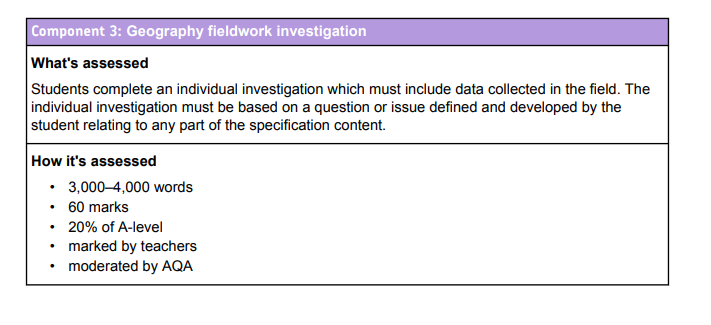 Component 3: Geography fieldwork investigation
What's assessed
Students complete an individual investigation which must include data collected in the field. The
individual investigation must be based on a question or issue defined and developed by the
student relating to any part of the specification content.
How it's assessed
• 3,000–4,000 words
• 60 marks
• 20% of A-level
• marked by teachers
• moderated by AQA